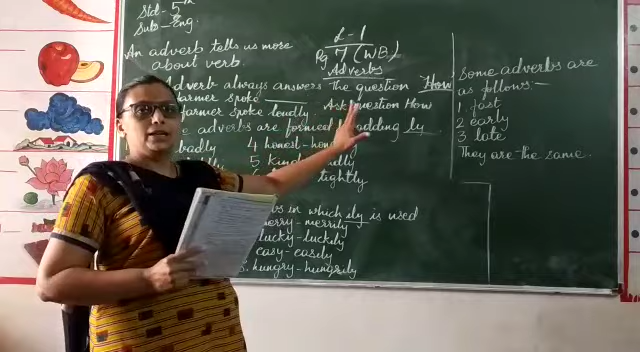 Std - 5th
Sub - Eng.
L - 1
Pg 7 (WB)
Adverbs
An adverb tells us more
about verb.
Adverb always answers the question How
farmer spoke
Ask question How
farmer spoke loudly.
adverbs are formed adding ly
badly
4 honest - 
5 
tightly
in which ily is used
merry - merrily
lucky - luckily
easy - easily
hungry - hungrily
Some adverbs are
as follows:-
1. fast
2 early
3 late
They are the same.